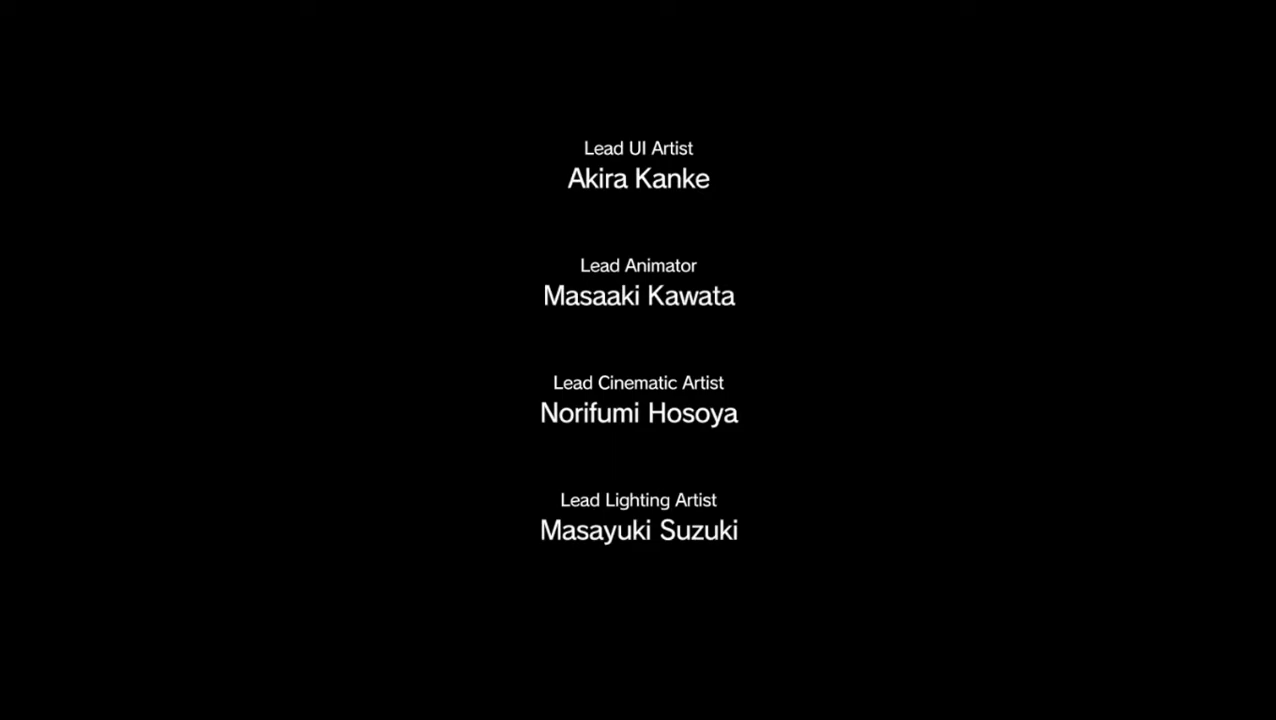 Lead UI Artist
Akira Kanke
Lead Animator
Masaaki Kawata
Lead Cinematic Artist
Norifumi Hosoya
Lead Lighting Artist
Masayuki Suzuki